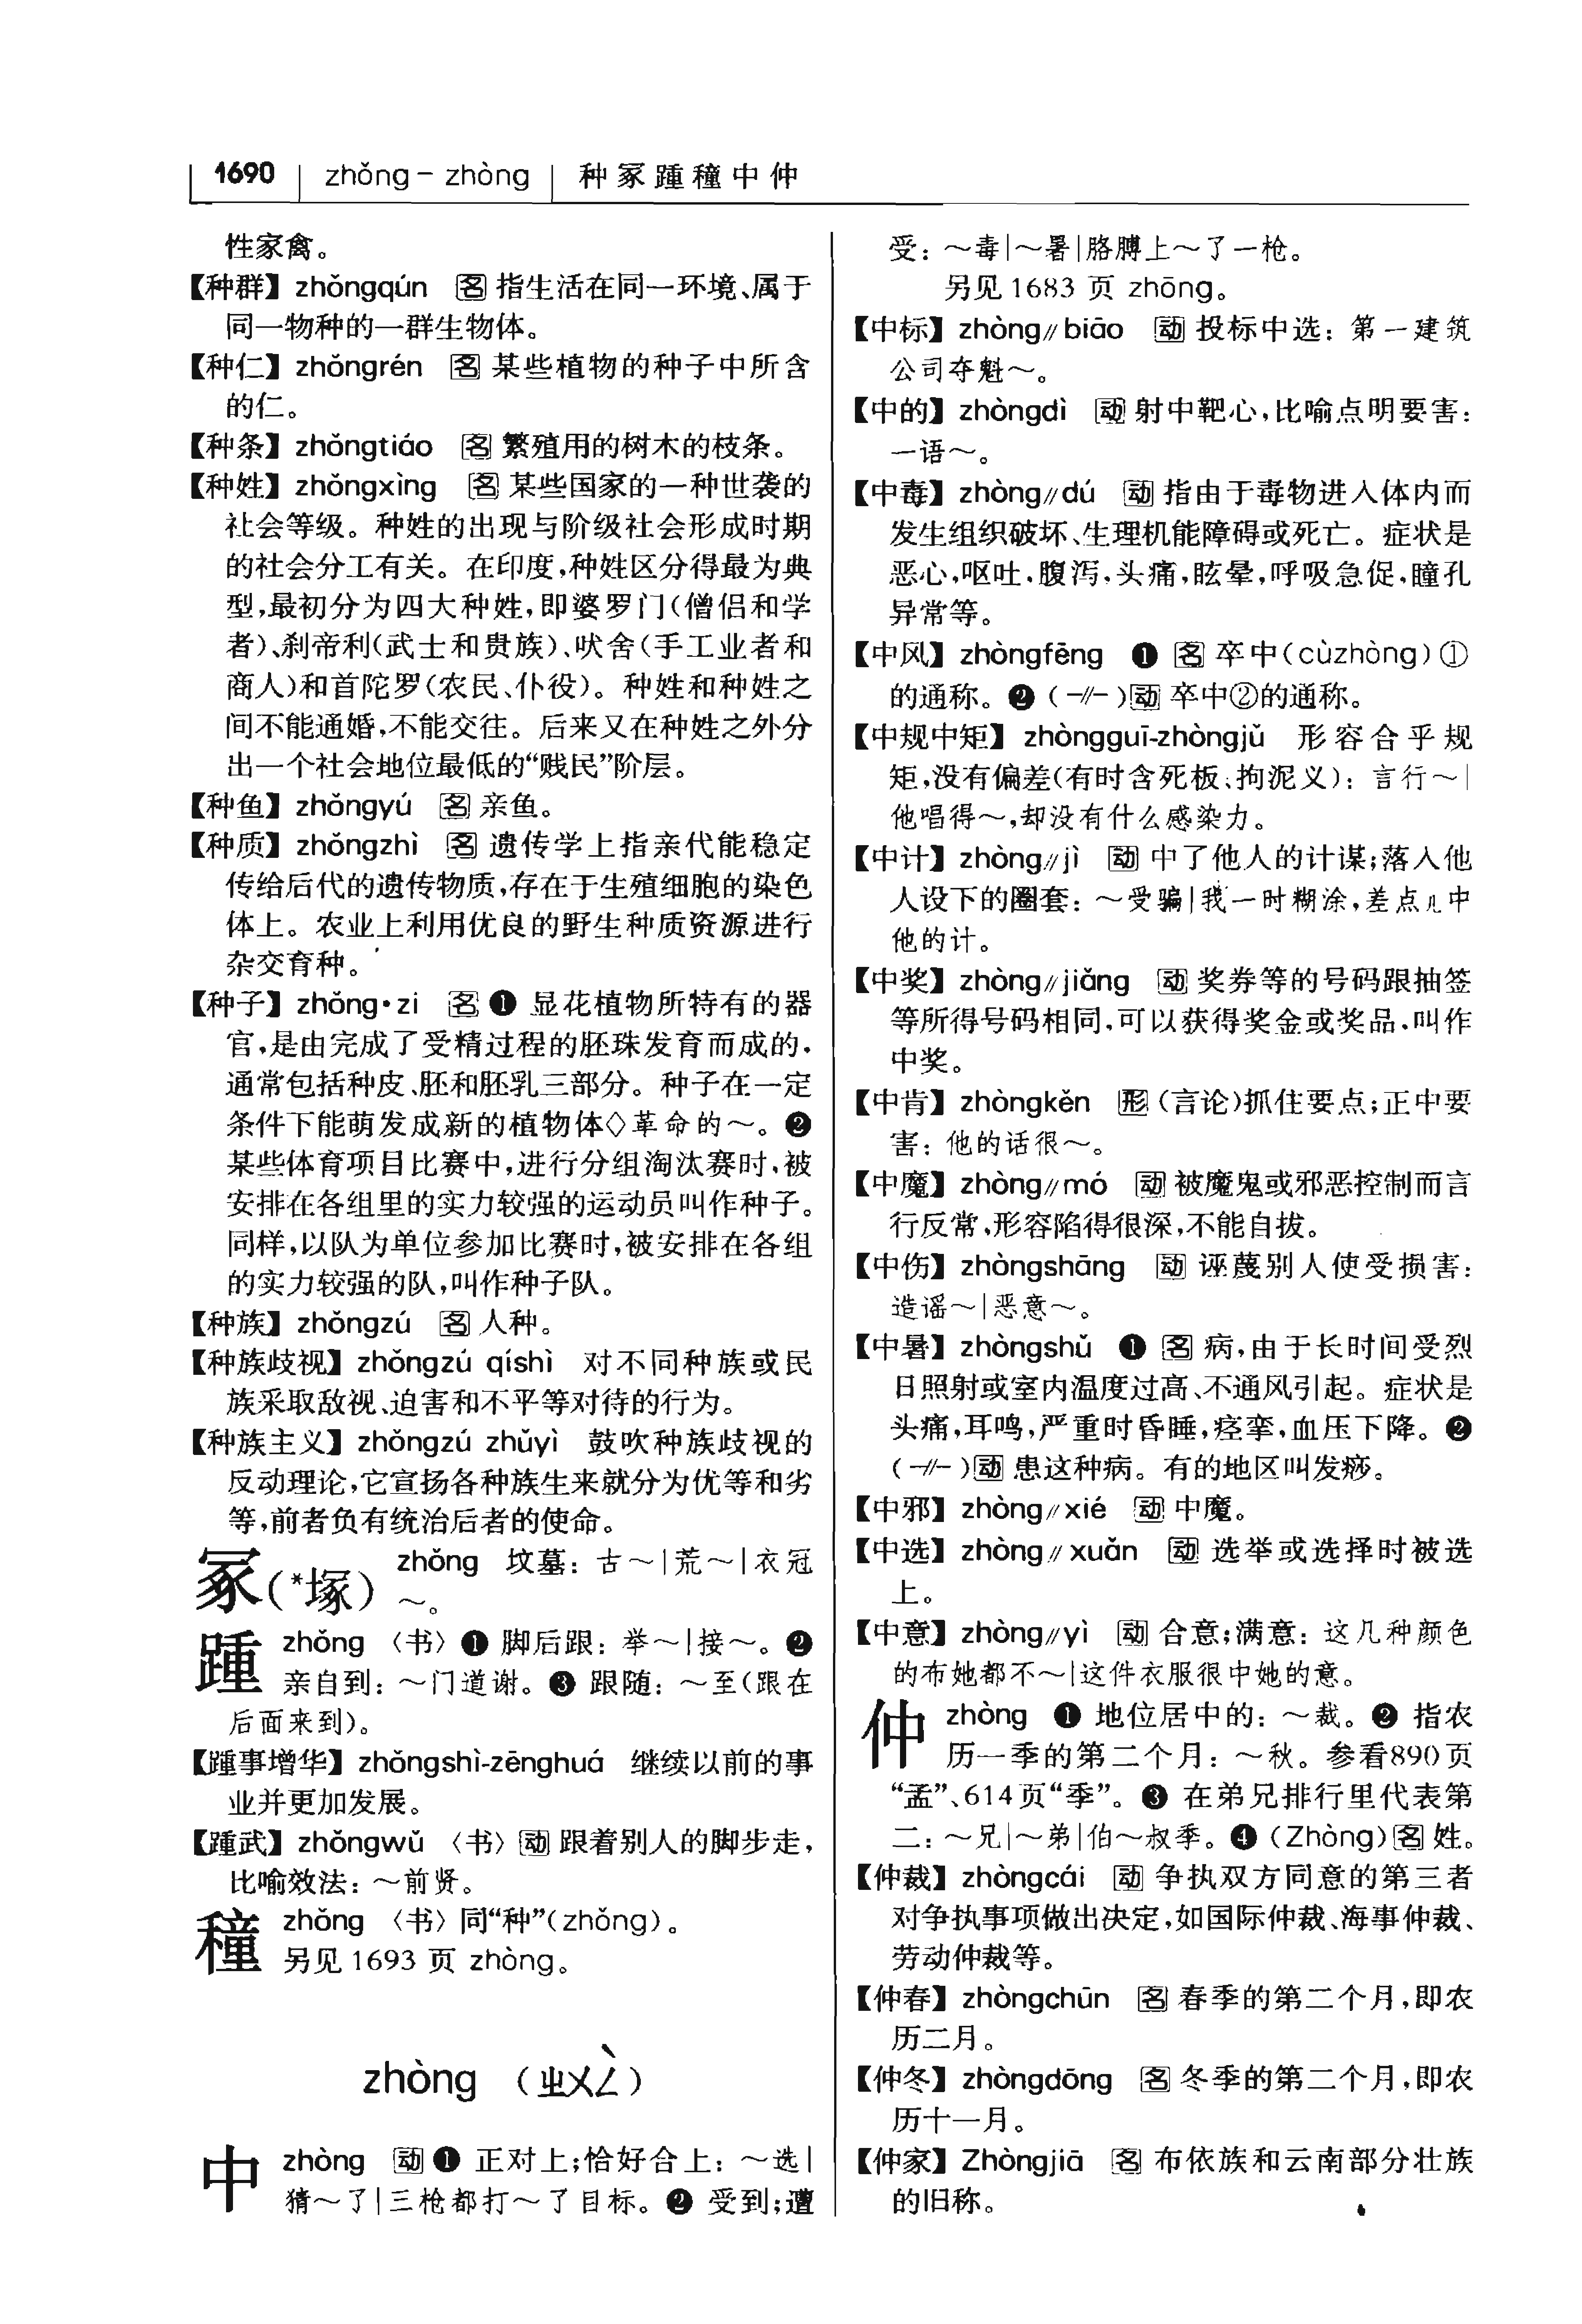 1690 zhǒng－zhòng 种冢踵穜中仲
性家禽。
【种群】zhǒngqún 名 指生活在同一环境、属于
同一物种的一群生物体。
【种仁】zhǒngrén 名 某些植物的种子中所含
的仁。
【种条】zhǒngtiáo 名 繁殖用的树木的枝条。
【种姓】zhǒngxìng 名 某些国家的一种世袭的
社会等级。种姓的出现与阶级社会形成时期
的社会分工有关。在印度,种姓区分得最为典
型,最初分为四大种姓,即婆罗门(僧侣和学
者)、刹帝利(武士和贵族)、吠舍(手工业者和
商人)和首陀罗(农民、仆役)。种姓和种姓之
间不能通婚,不能交往。后来又在种姓之外分
出一个社会地位最低的“贱民”阶层。
【种鱼】zhǒngyú 名 亲鱼。
【种质】zhǒngzhì 名 遗传学上指亲代能稳定
传给后代的遗传物质,存在于生殖细胞的染色
体上。农业上利用优良的野生种质资源进行
杂交育种。
【种子】zhǒng·zi 名 ❶ 显花植物所特有的器
官,是由完成了受精过程的胚珠发育而成的,
通常包括种皮、胚和胚乳三部分。种子在一定
条件下能萌发成新的植物体◇革命的～。❷
某些体育项目比赛中,进行分组淘汰赛时,被
安排在各组里的实力较强的运动员叫作种子。
同样,以队为单位参加比赛时,被安排在各组
的实力较强的队,叫作种子队。
【种族】zhǒngzú 名 人种。
【种族歧视】zhǒngzú qíshì 对不同种族或民
族采取敌视、迫害和不平等对待的行为。
【种族主义】zhǒngzú zhǔyì 鼓吹种族歧视的
反动理论,它宣扬各种族生来就分为优等和劣
等,前者负有统治后者的使命。
冢(*塚) zhǒng 坟墓：古～|荒～|衣冠
～。
踵 zhǒng 〈书〉❶ 脚后跟：举～|接～。❷
亲自到：～门道谢。❸ 跟随：～至(跟在
后面来到)。
【踵事增华】zhǒngshì-zēnghuá 继续以前的事
业并更加发展。
【踵武】zhǒngwǔ 〈书〉动 跟着别人的脚步走,
比喻效法：～前贤。
穜 zhǒng 〈书〉同“种”(zhǒng)。
另见1693 页 zhòng。
zhòng （ㄓㄨㄥˋ）
中 zhòng 动 ❶ 正对上;恰好合上：～选|
猜～了|三枪都打～了目标。❷ 受到;遭
受：～毒|～暑|胳膊上～了一枪。
另见1683 页 zhōng。
【中标】zhòng∥biāo 动 投标中选：第一建筑
公司夺魁～。
【中的】zhòngdì 动 射中靶心,比喻点明要害：
一语～。
【中毒】zhòng∥dú 动 指由于毒物进入体内而
发生组织破坏、生理机能障碍或死亡。症状是
恶心,呕吐,腹泻,头痛,眩晕,呼吸急促,瞳孔
异常等。
【中风】zhòngfēng ❶ 名 卒中(cùzhòng)①
的通称。❷ (-∥-)动 卒中②的通称。
【中规中矩】zhòngguī-zhòngjǔ 形容合乎规
矩,没有偏差(有时含死板、拘泥义)：言行～|
他唱得～,却没有什么感染力。
【中计】zhòng∥jì 动 中了他人的计谋;落入他
人设下的圈套：～受骗|我一时糊涂,差点儿中
他的计。
【中奖】zhòng∥jiǎng 动 奖券等的号码跟抽签
等所得号码相同,可以获得奖金或奖品,叫作
中奖。
【中肯】zhòngkěn 形 (言论)抓住要点;正中要
害：他的话很～。
【中魔】zhòng∥mó 动 被魔鬼或邪恶控制而言
行反常,形容陷得很深,不能自拔。
【中伤】zhòngshāng 动 诬蔑别人使受损害：
造谣～|恶意～。
【中暑】zhòngshǔ ❶ 名 病,由于长时间受烈
日照射或室内温度过高、不通风引起。症状是
头痛,耳鸣,严重时昏睡,痉挛,血压下降。❷
(-∥-)动 患这种病。有的地区叫发痧。
【中邪】zhòng∥xié 动 中魔。
【中选】zhòng∥xuǎn 动 选举或选择时被选
上。
【中意】zhòng∥yì 动 合意;满意：这几种颜色
的布她都不～|这件衣服很中她的意。
仲 zhòng ❶ 地位居中的：～裁。❷ 指农
历一季的第二个月：～秋。参看890页
“孟”、614页“季”。❸ 在弟兄排行里代表第
二：～兄|～弟|伯～叔季。❹ (Zhòng)名 姓。
【仲裁】zhòngcái 动 争执双方同意的第三者
对争执事项做出决定,如国际仲裁、海事仲裁、
劳动仲裁等。
【仲春】zhòngchūn 名 春季的第二个月,即农
历二月。
【仲冬】zhòngdōng 名 冬季的第二个月,即农
历十一月。
【仲家】Zhòngjiā 名 布依族和云南部分壮族
的旧称。